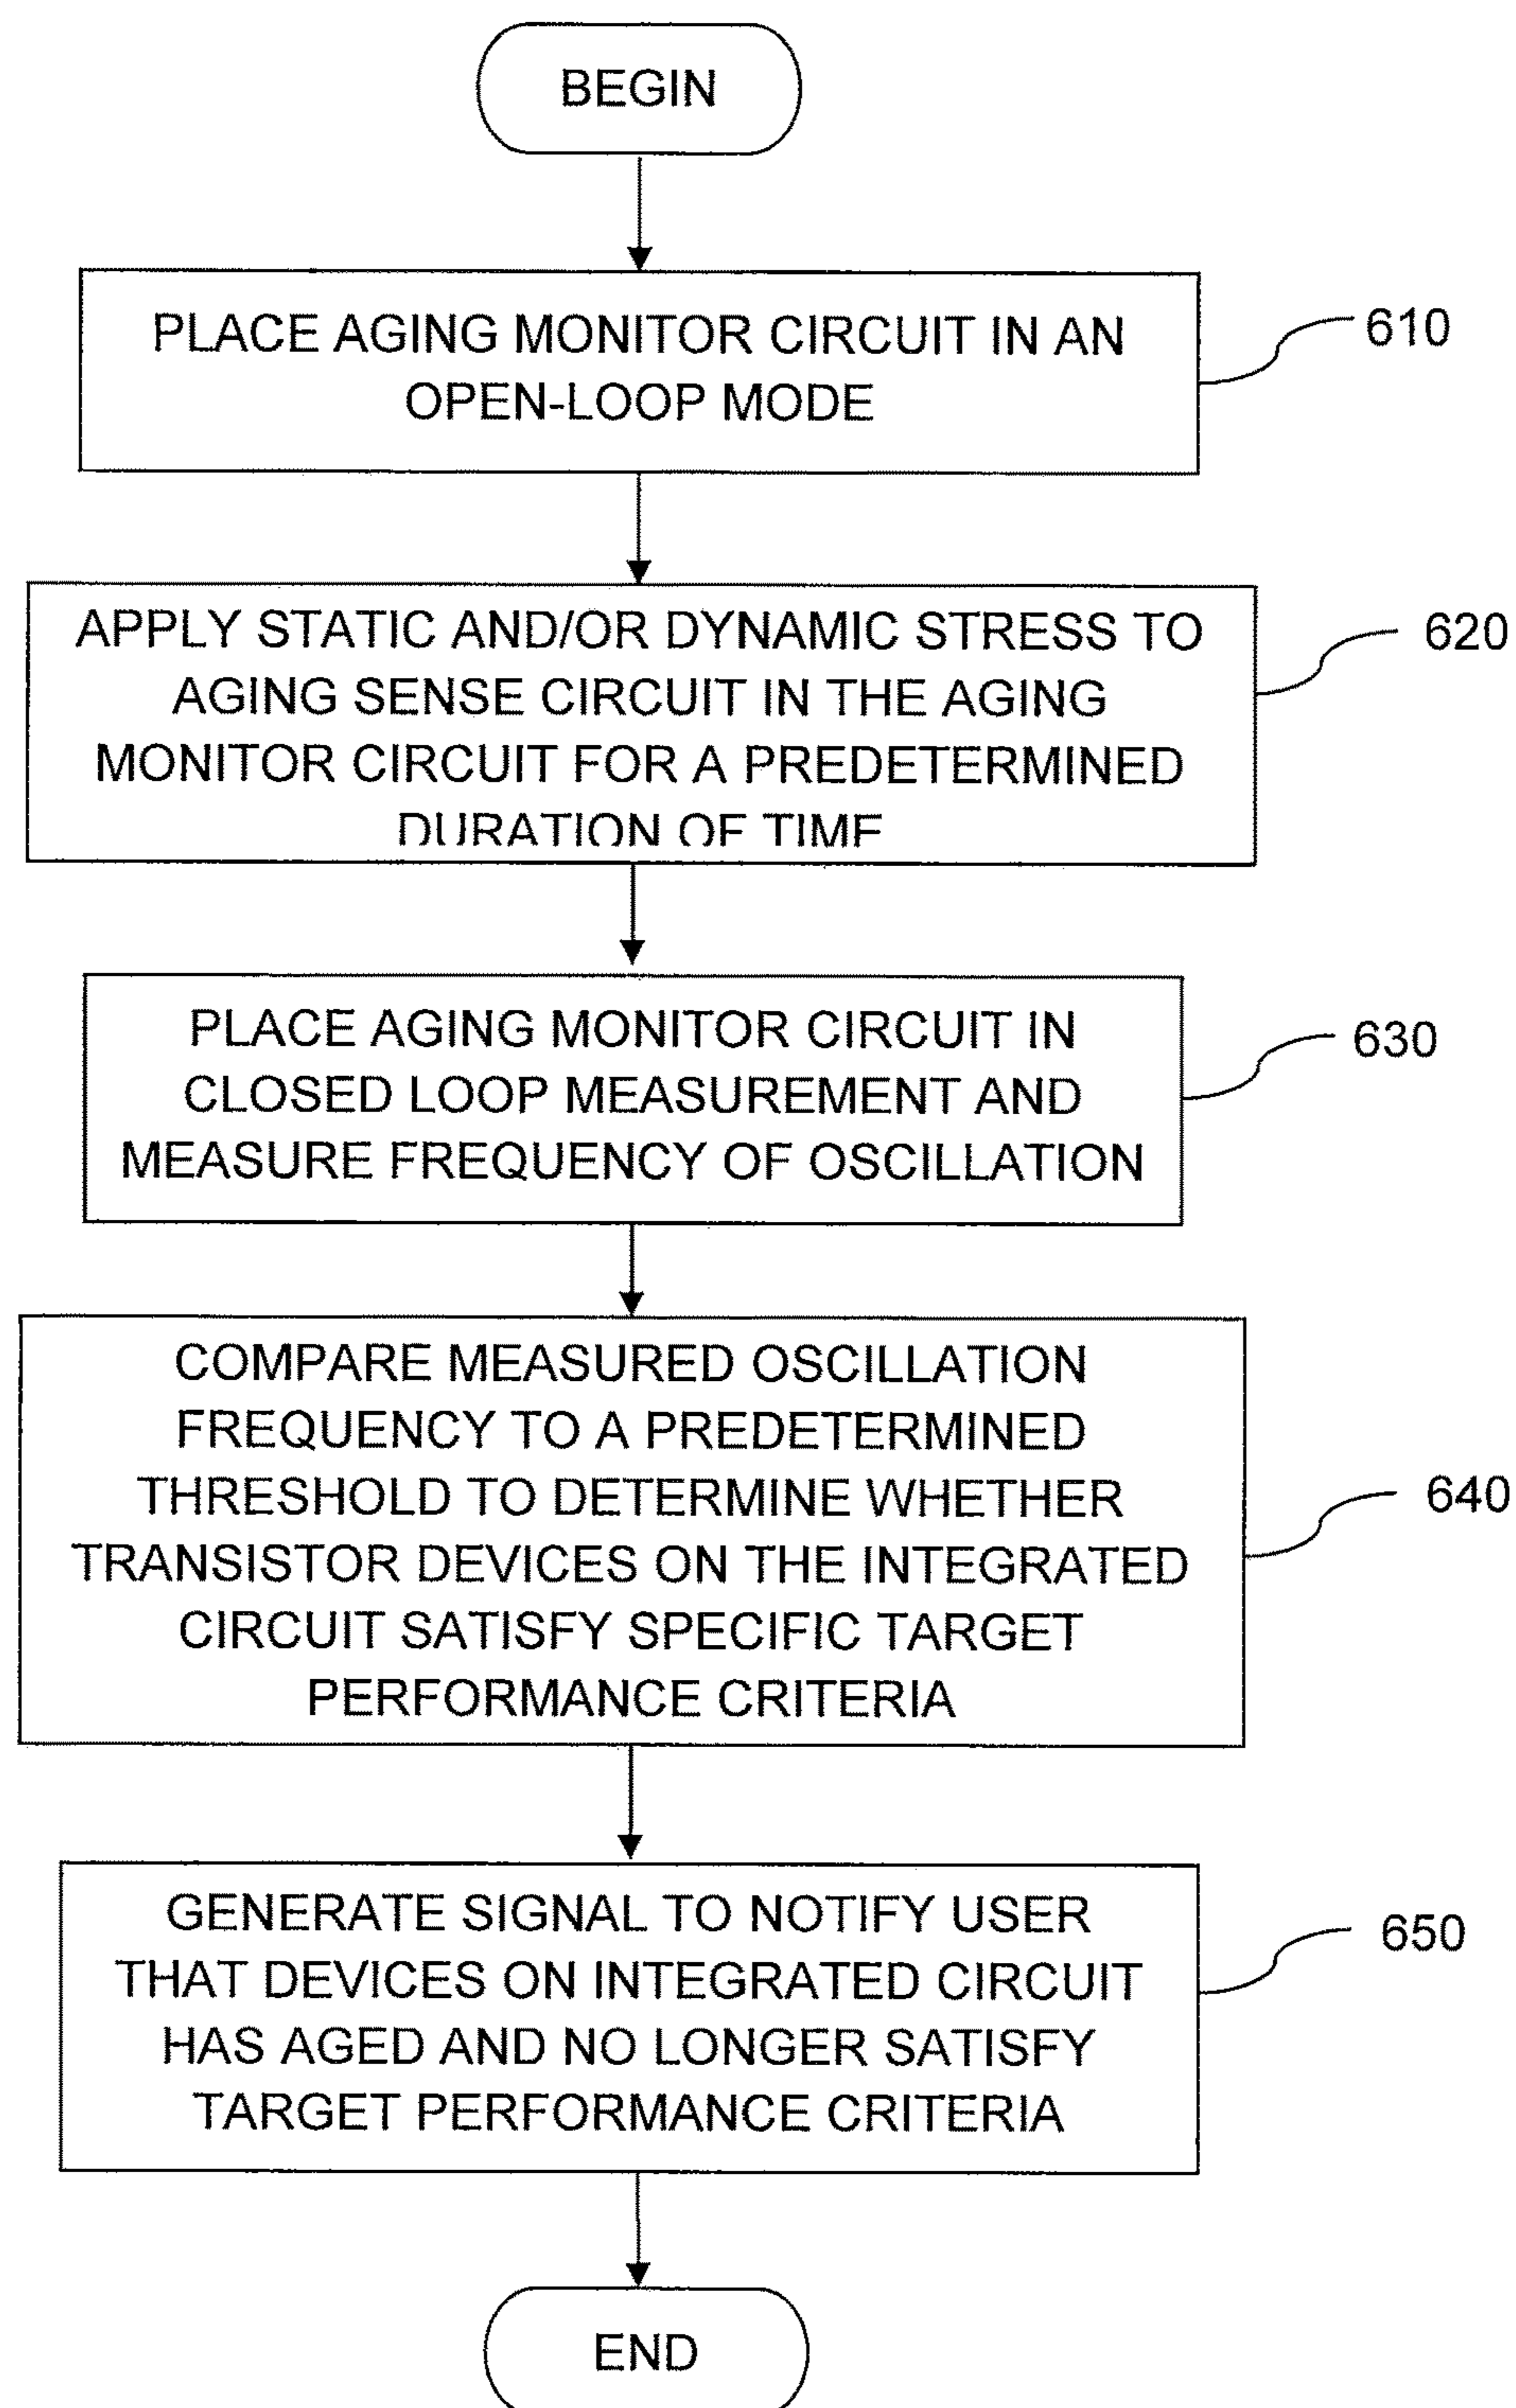 BEGIN
PLACE AGING MONITOR CIRCUIT IN AN
OPEN-LOOP MODE
610
APPLY STATIC AND/OR DYNAMIC STRESS TO
AGING SENSE CIRCUIT IN THE AGING
MONITOR CIRCUIT FOR A PREDETERMINED
DURATION OF TIME
620
PLACE AGING MONITOR CIRCUIT IN
CLOSED LOOP MEASUREMENT AND
MEASURE FREQUENCY OF OSCILLATION
630
COMPARE MEASURED OSCILLATION
FREQUENCY TO A PREDETERMINED
THRESHOLD TO DETERMINE WHETHER
TRANSISTOR DEVICES ON THE INTEGRATED
CIRCUIT SATISFY SPECIFIC TARGET
PERFORMANCE CRITERIA
640
GENERATE SIGNAL TO NOTIFY USER
THAT DEVICES ON INTEGRATED CIRCUIT
HAS AGED AND NO LONGER SATISFY
TARGET PERFORMANCE CRITERIA
650
END